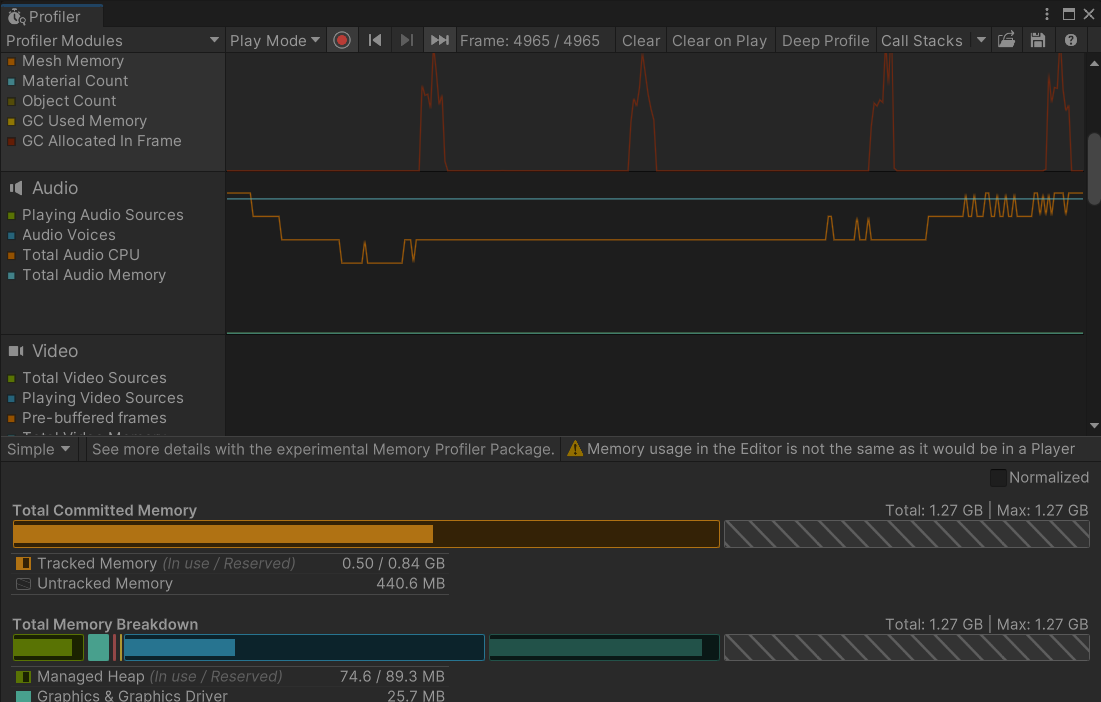 Profiler
Profiler Modules
Play Mode
Frame: 4965 / 4965
Clear
Clear on Play
Deep Profile
Call Stacks
Mesh Memory
Material Count
Object Count
GC Used Memory
GC Allocated In Frame
Audio
Playing Audio Sources
Audio Voices
Total Audio CPU
Total Audio Memory
Video
Total Video Sources
Playing Video Sources
Pre-buffered frames
Simple
See more details with the experimental Memory Profiler Package.
Memory usage in the Editor is not the same as it would be in a Player
Normalized
Total Committed Memory
Total: 1.27 GB | Max: 1.27 GB
Tracked Memory (In use / Reserved) 0.50 / 0.84 GB
Untracked Memory 440.6 MB
Total Memory Breakdown
Total: 1.27 GB | Max: 1.27 GB
Managed Heap (In use / Reserved) 74.6 / 89.3 MB
Graphics & Graphics Driver 25.7 MB